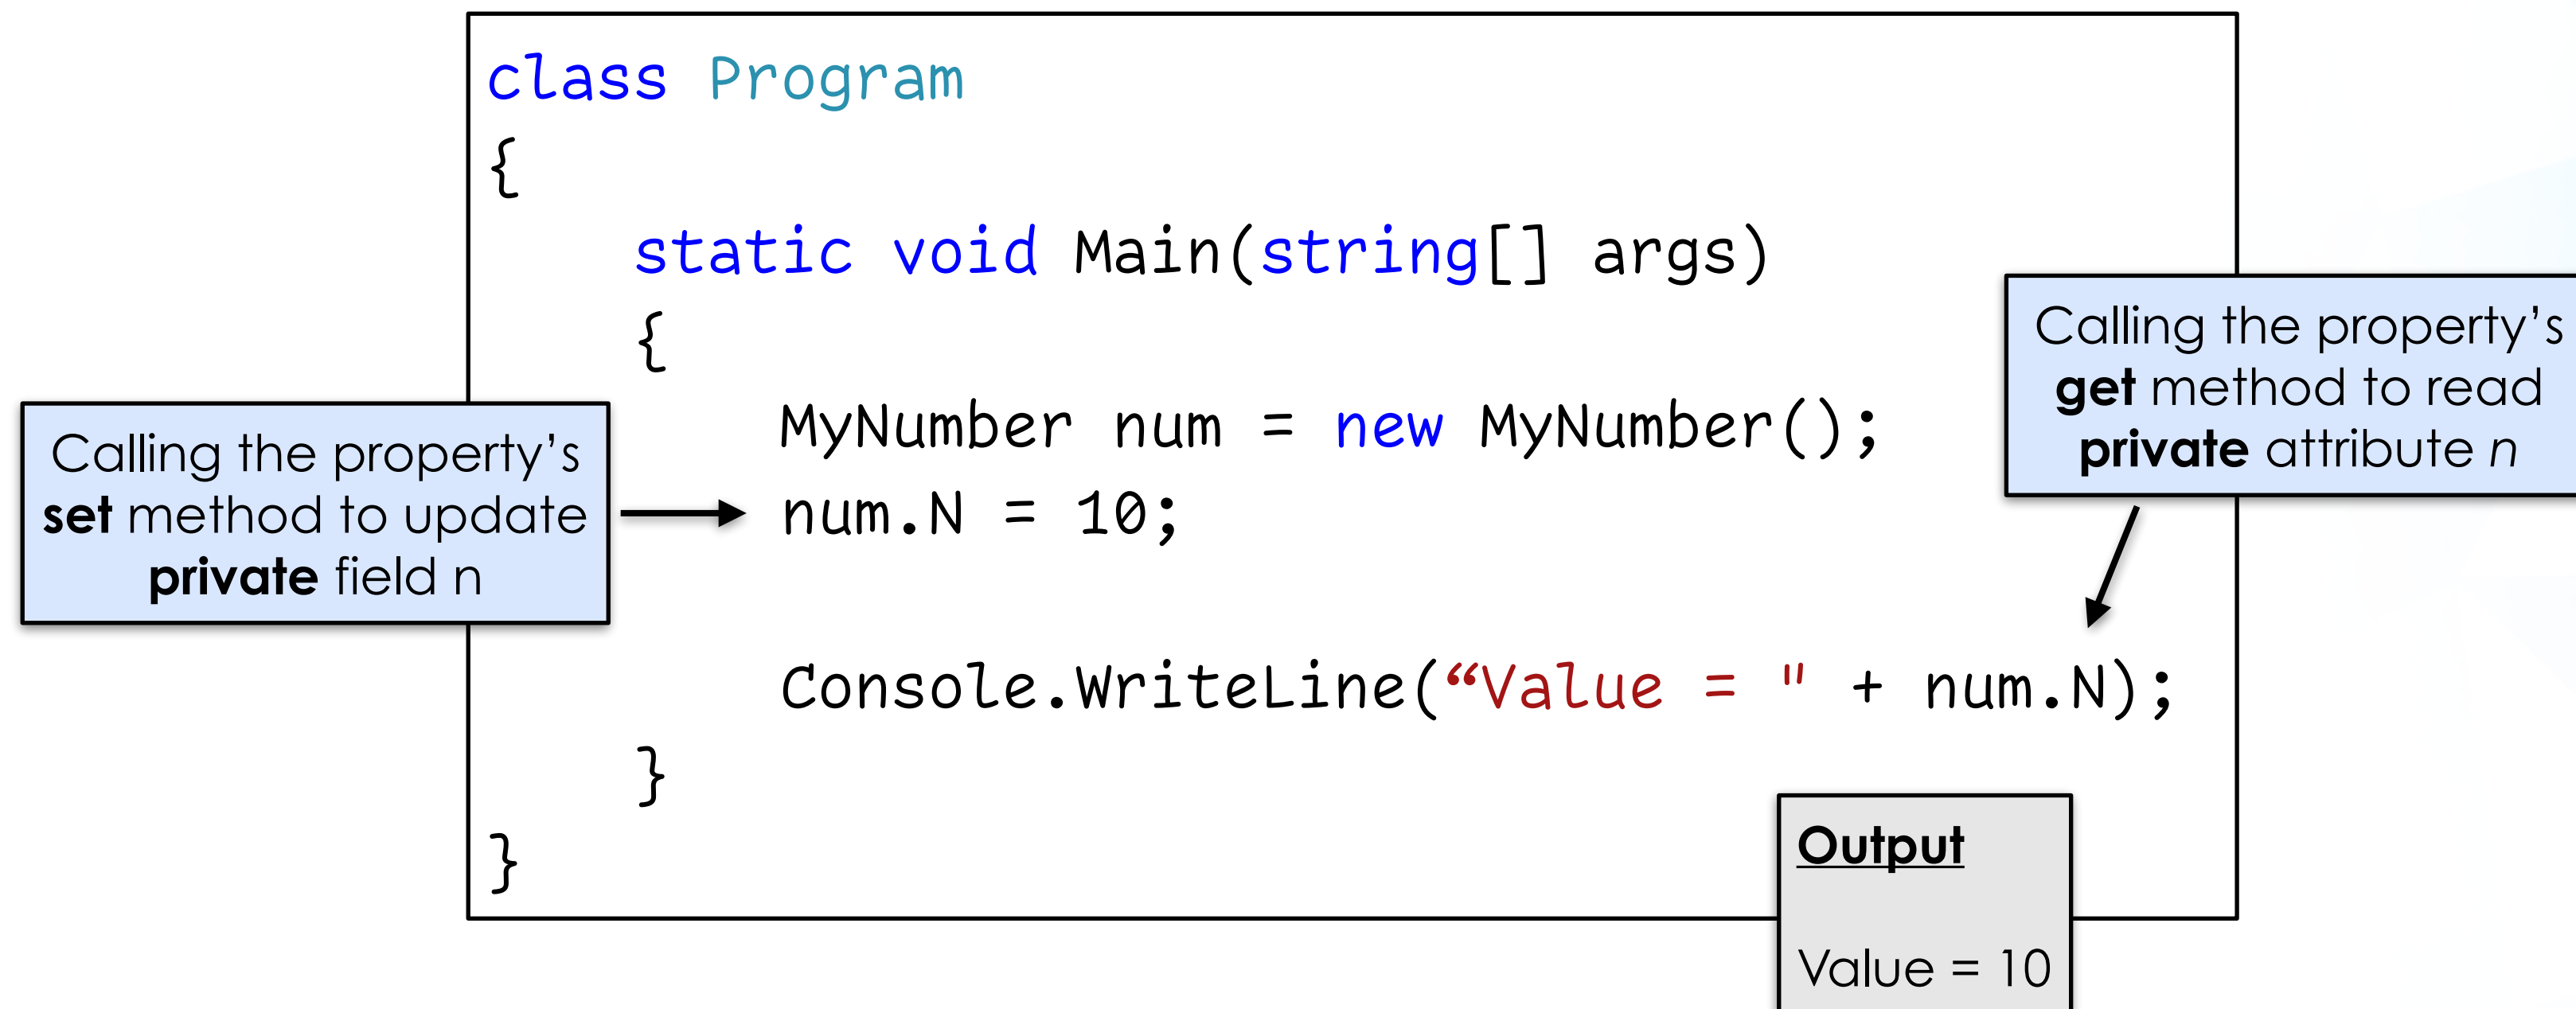 class Program
{
static void Main(string[] args)
{
MyNumber num = new MyNumber();
num.N = 10;
Console.WriteLine(“Value = " + num.N);
}
}
Calling the property’s
set method to update
private field n
Calling the property’s
get method to read
private attribute n
Output
Value = 10